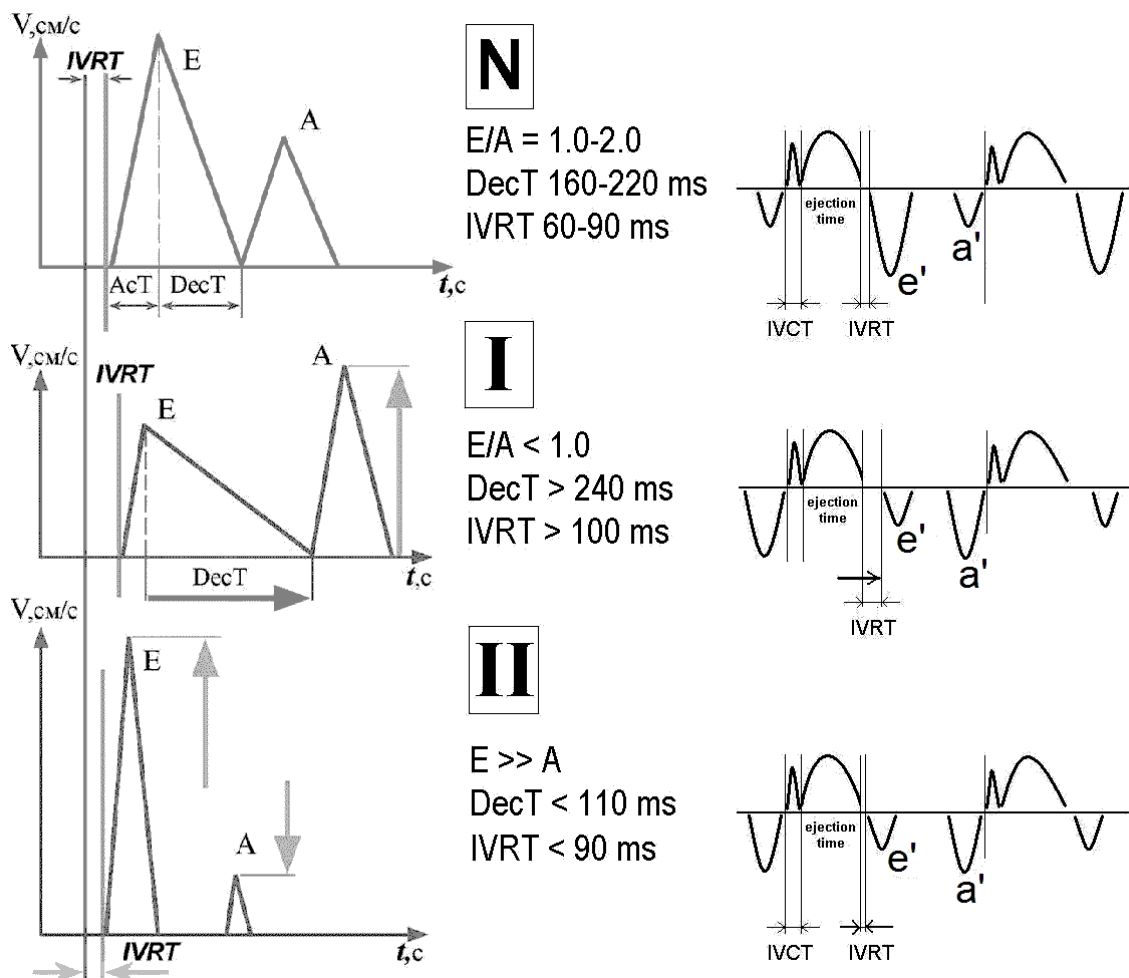 V,см/с
IVRT
E
A
AcT
DecT
t,с
N
E/A = 1.0-2.0
DecT 160-220 ms
IVRT 60-90 ms
ejection
time
a'
e'
IVCT
IVRT
V,см/с
IVRT
E
A
DecT
t,с
I
E/A < 1.0
DecT > 240 ms
IVRT > 100 ms
ejection
time
e'
a'
IVRT
V,см/с
E
A
IVRT
t,с
II
E >> A
DecT < 110 ms
IVRT < 90 ms
ejection
time
e'
a'
IVCT
IVRT